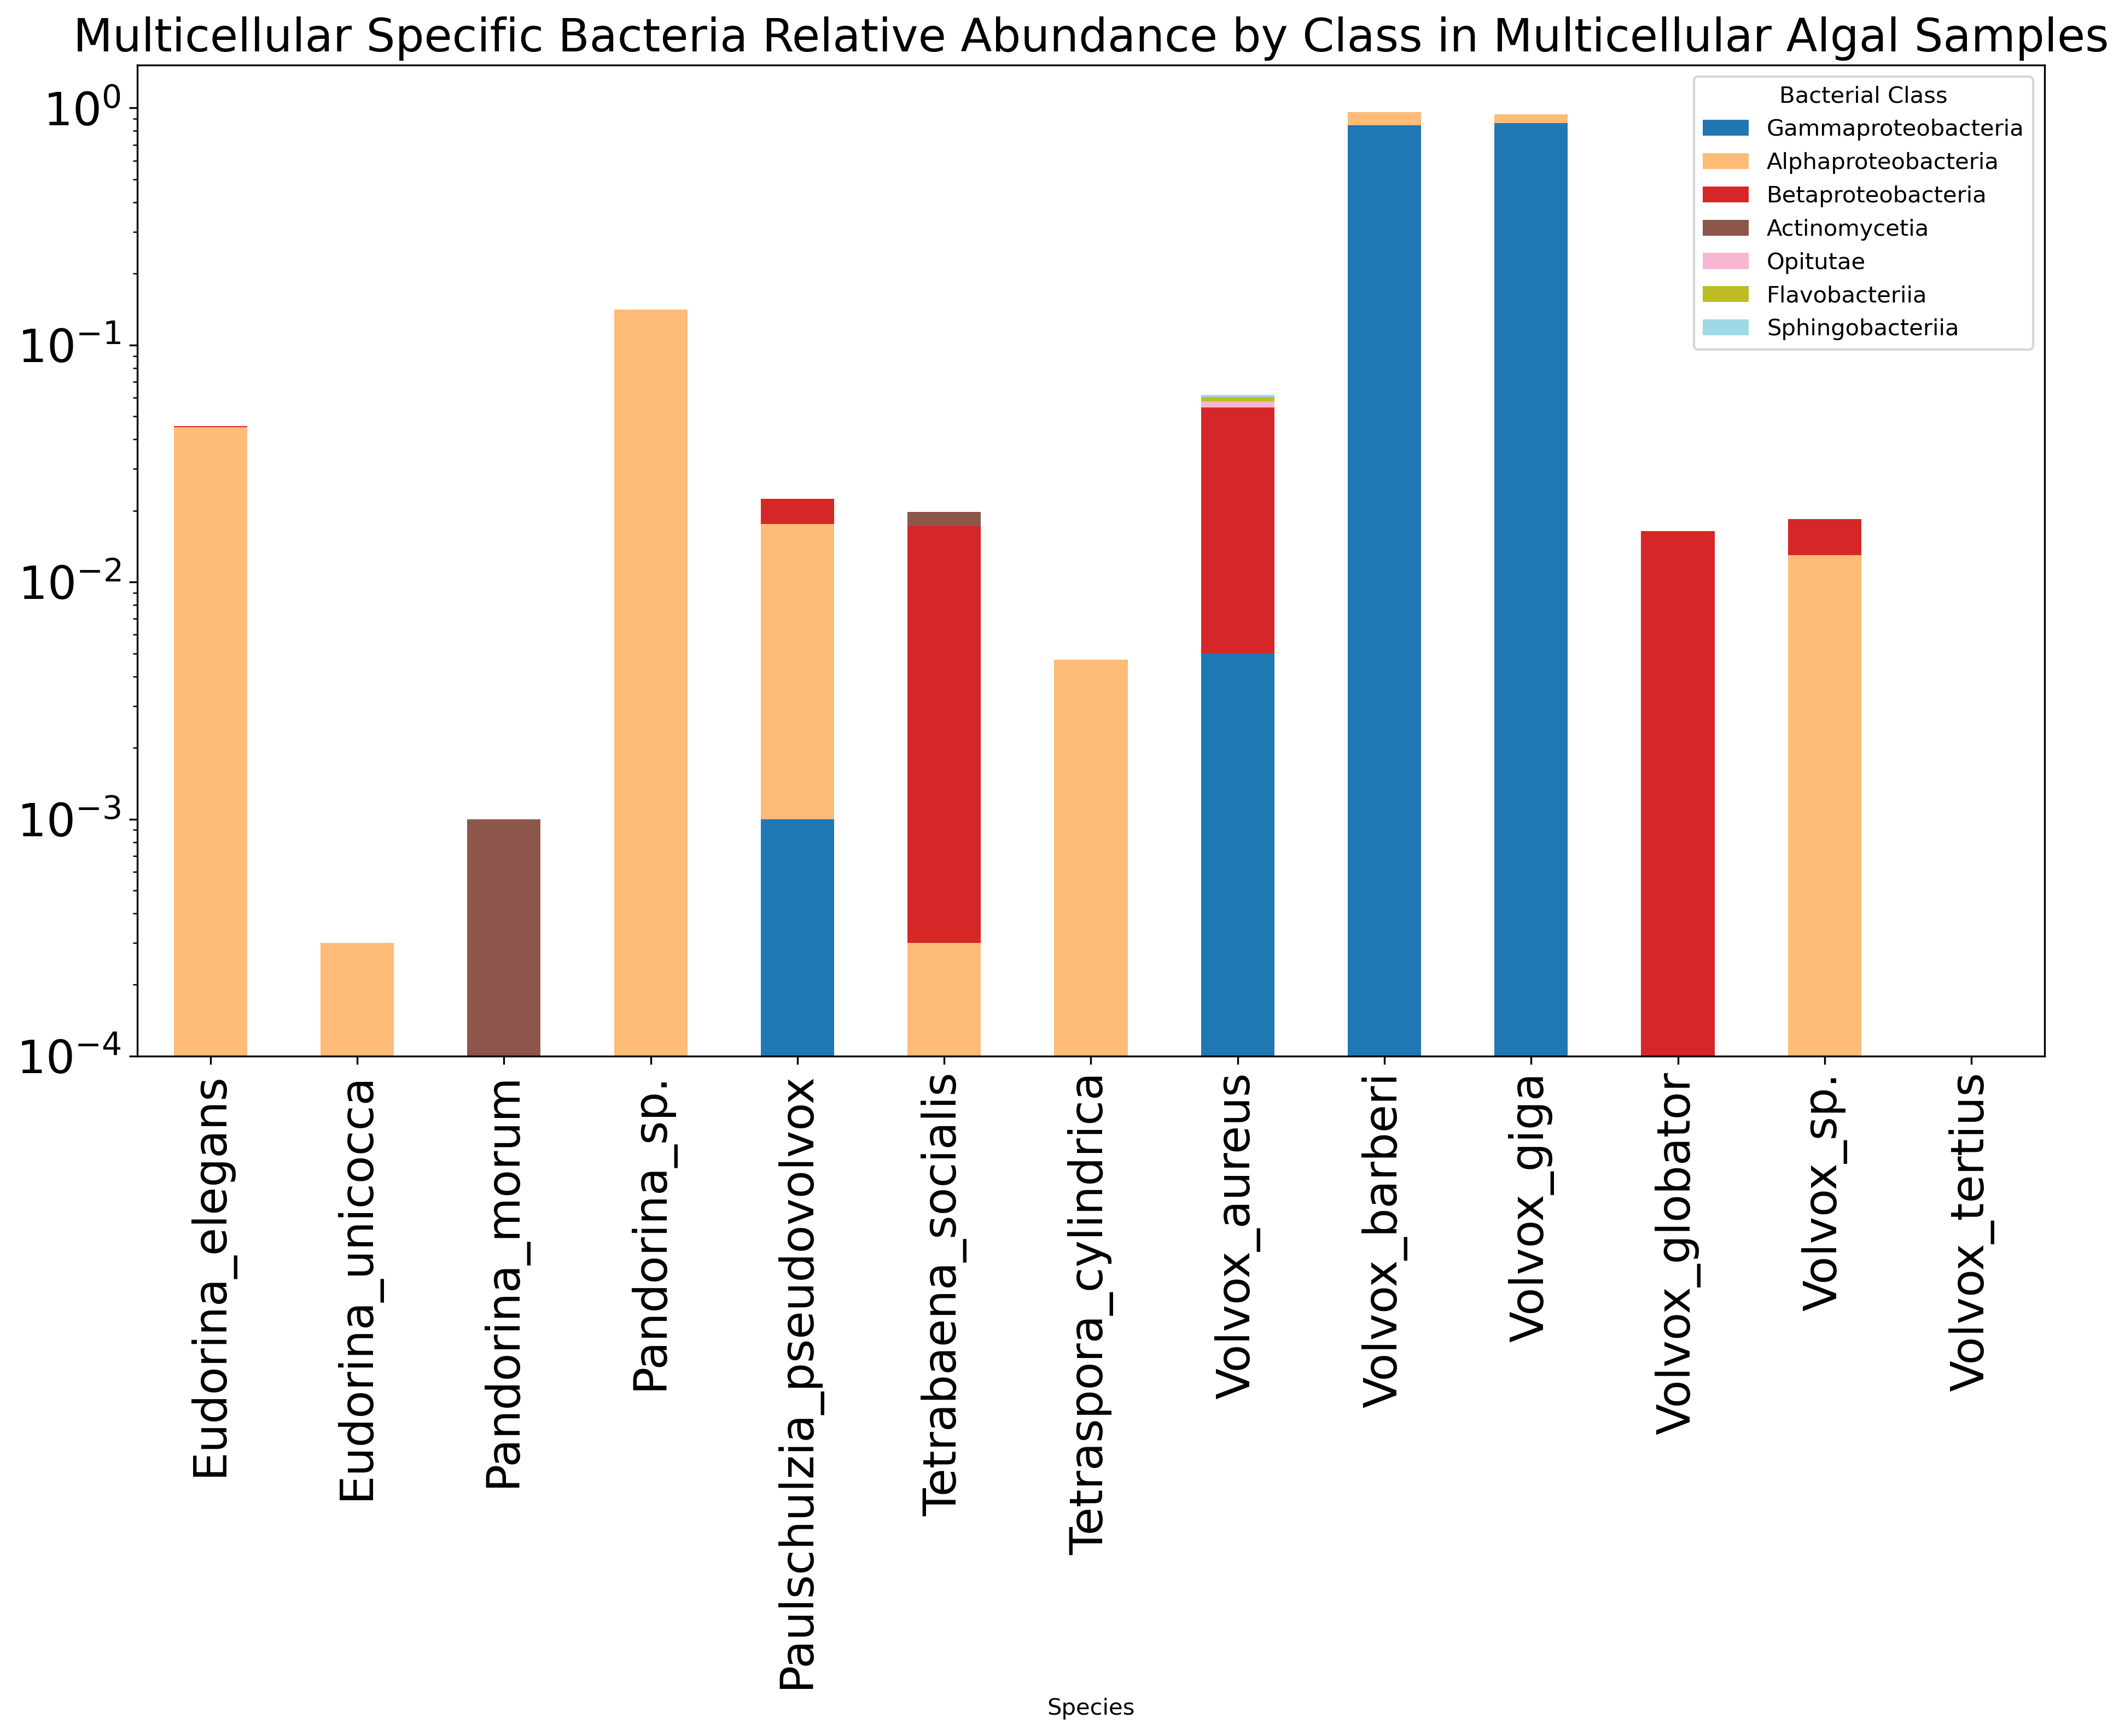 Multicellular Specific Bacteria Relative Abundance by Class in Multicellular Algal Samples
10⁰
10⁻¹
10⁻²
10⁻³
10⁻⁴
Bacterial Class
Gammaproteobacteria
Alphaproteobacteria
Betaproteobacteria
Actinomycetia
Opitutae
Flavobacteriia
Sphingobacteriia
Eudorina_elegans
Eudorina_unicocca
Pandorina_morum
Pandorina_sp.
Paulschulzia_pseudovolvox
Tetrabaena_socialis
Tetraspora_cylindrica
Volvox_aureus
Volvox_barberi
Volvox_giga
Volvox_globator
Volvox_sp.
Volvox_tertius
Species